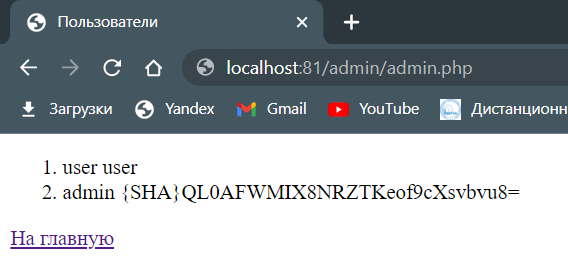 Пользователи
localhost:81/admin/admin.php
Загрузки Yandex Gmail YouTube Дистанционн
1. user user
2. admin {SHA}QL0AFWMIX8NRZTKeof9cXsvbvu8=
На главную